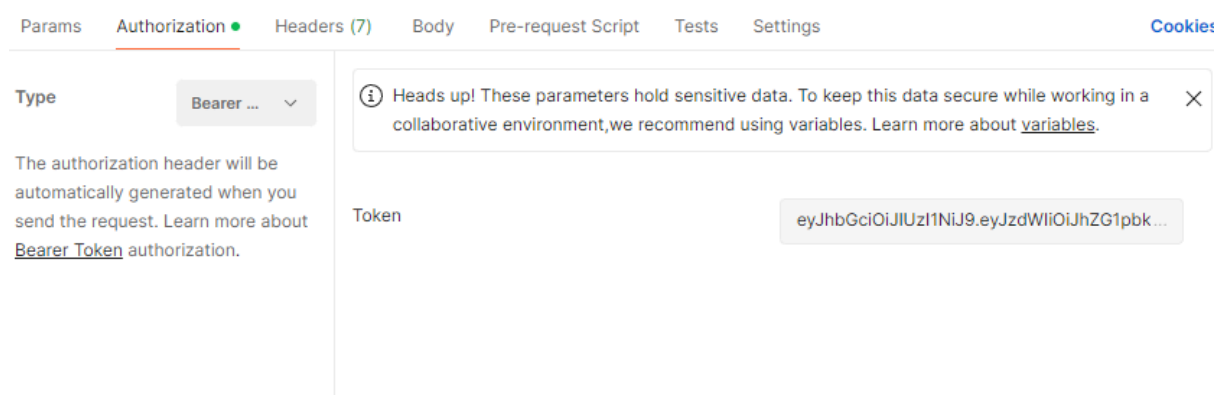 Params Authorization Headers (7) Body Pre-request Script Tests Settings Cookies
Type
Bearer ...
Heads up! These parameters hold sensitive data. To keep this data secure while working in a
collaborative environment,we recommend using variables. Learn more about variables.
The authorization header will be
automatically generated when you
send the request. Learn more about
Bearer Token authorization.
Token
eyJhbGciOiJIUzI1NiJ9.eyJzdWIiOiJhZG1pbk...